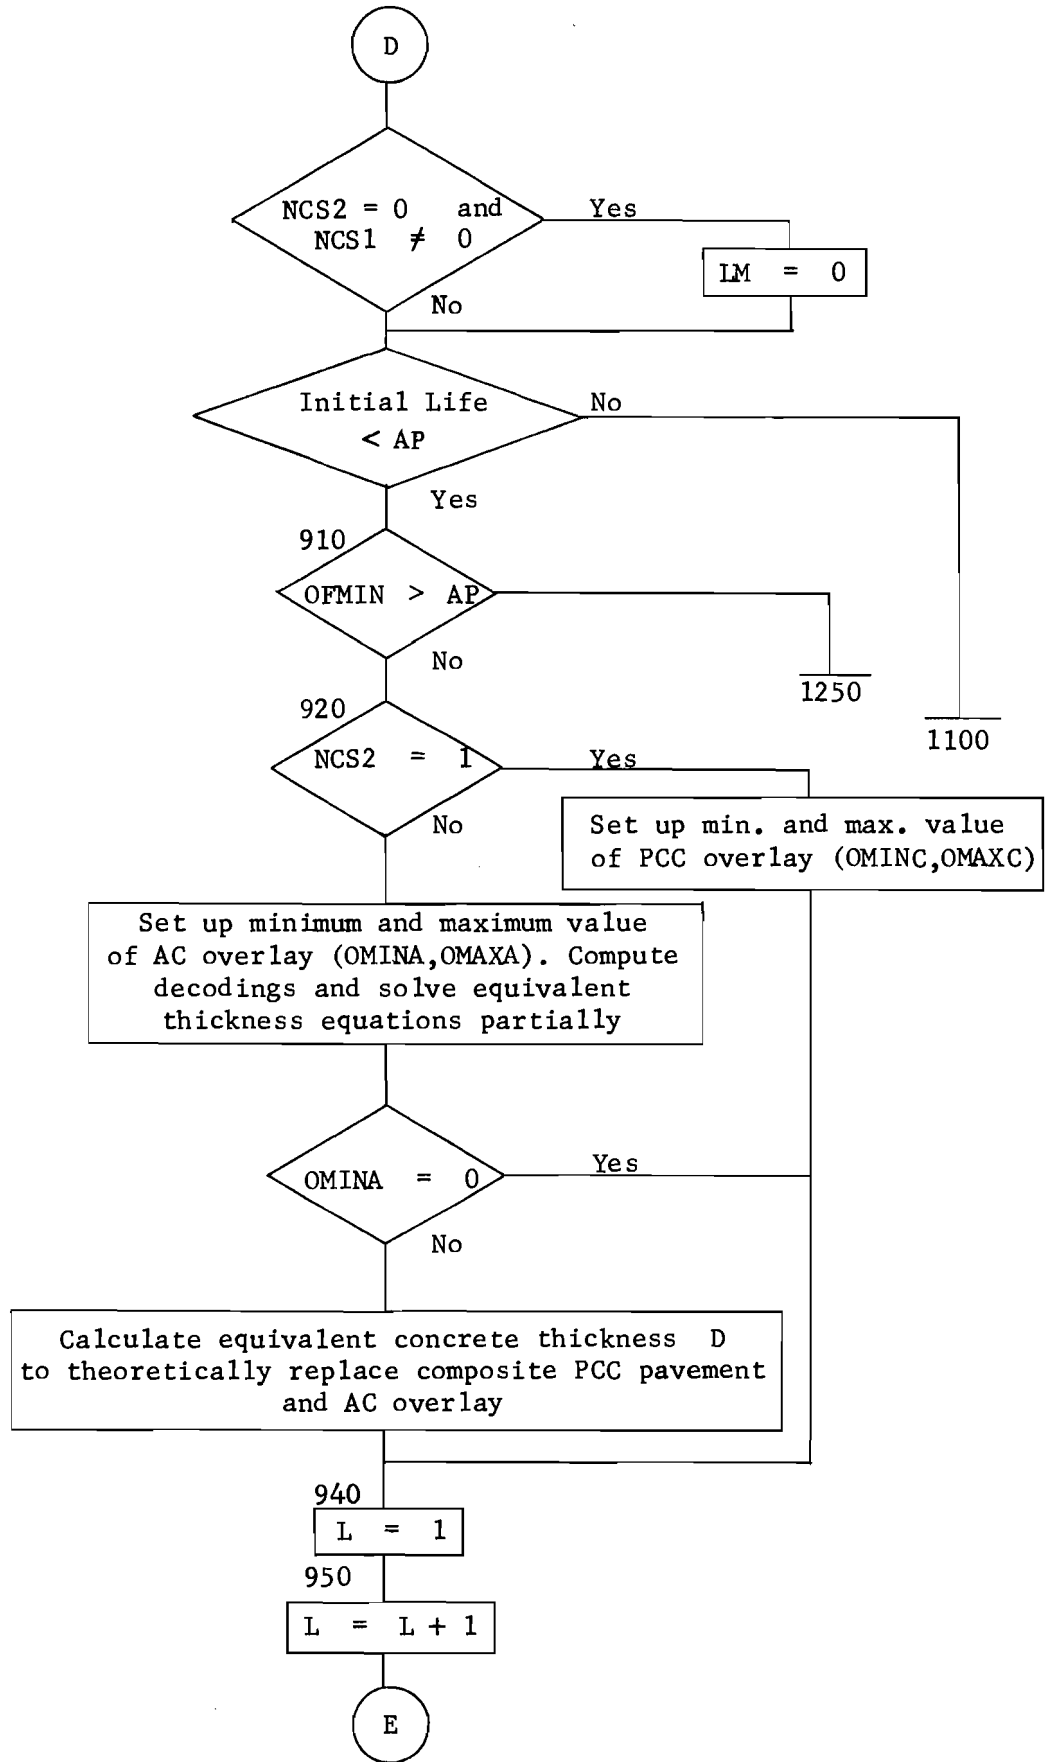 D
NCS2 = 0 and
NCS1 ≠ 0
Yes
LM = 0
No
Initial Life
< AP
No
Yes
910
OFMIN > AP
No
1250
920
NCS2 = 1
Yes
1100
No
Set up min. and max. value
of PCC overlay (OMINC,OMAXC)
Set up minimum and maximum value
of AC overlay (OMINA,OMAXA). Compute
decodings and solve equivalent
thickness equations partially
OMINA = 0
Yes
No
Calculate equivalent concrete thickness D
to theoretically replace composite PCC pavement
and AC overlay
940
L = 1
950
L = L + 1
E